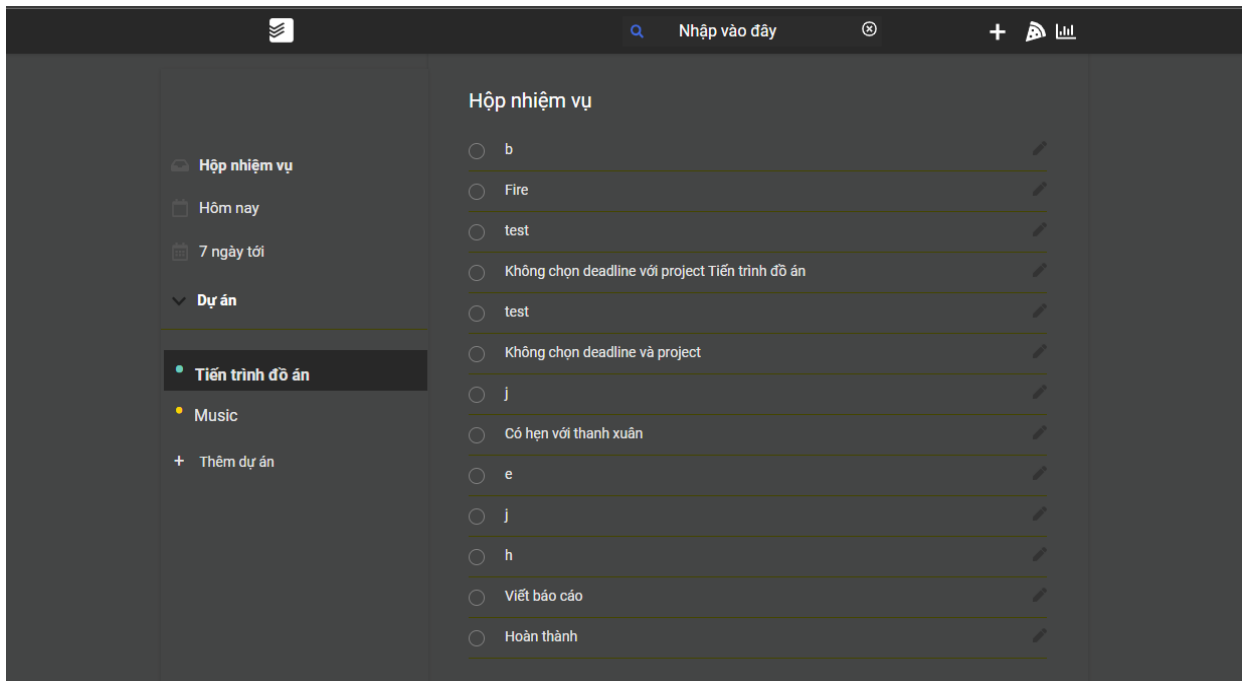 Nhập vào đây
Hộp nhiệm vụ
Hôm nay
7 ngày tới
Dự án
Tiến trình đồ án
Music
+ Thêm dự án
Hộp nhiệm vụ
b
Fire
test
Không chọn deadline với project Tiến trình đồ án
test
Không chọn deadline và project
j
Có hẹn với thanh xuân
e
j
h
Viết báo cáo
Hoàn thành